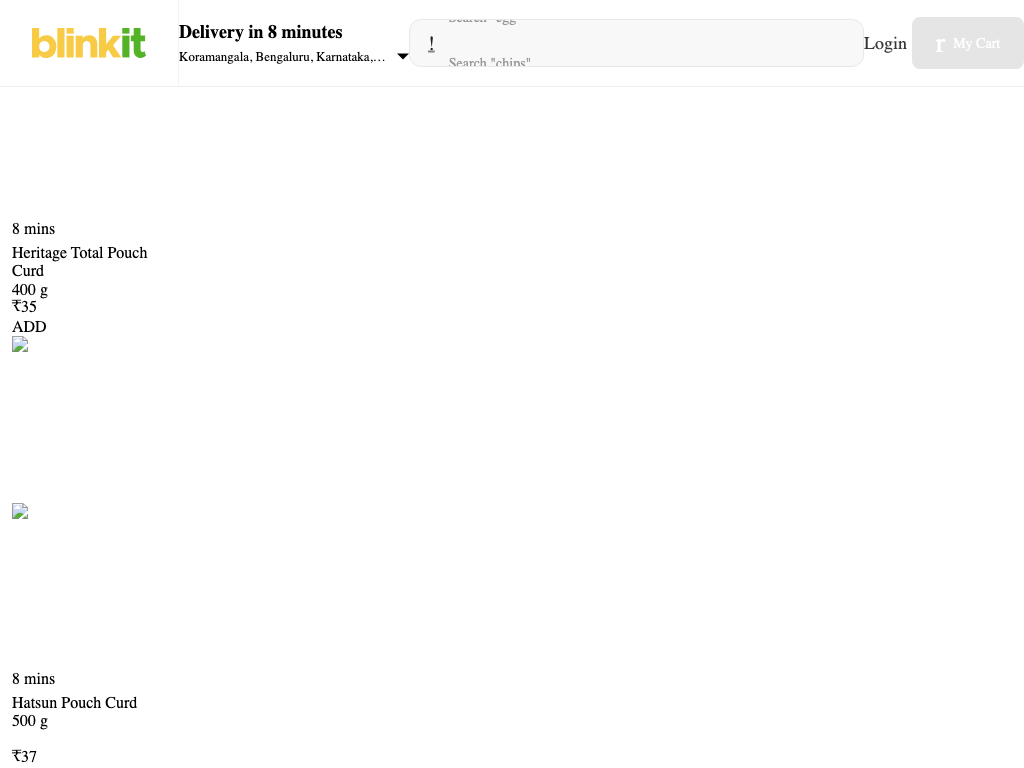 blinkit
Delivery in 8 minutes
Koramangala, Bengaluru, Karnataka,...
Search "egg"
Search "chips"
Login
My Cart
8 mins
Heritage Total Pouch
Curd
400 g
₹35
ADD
8 mins
Hatsun Pouch Curd
500 g
₹37